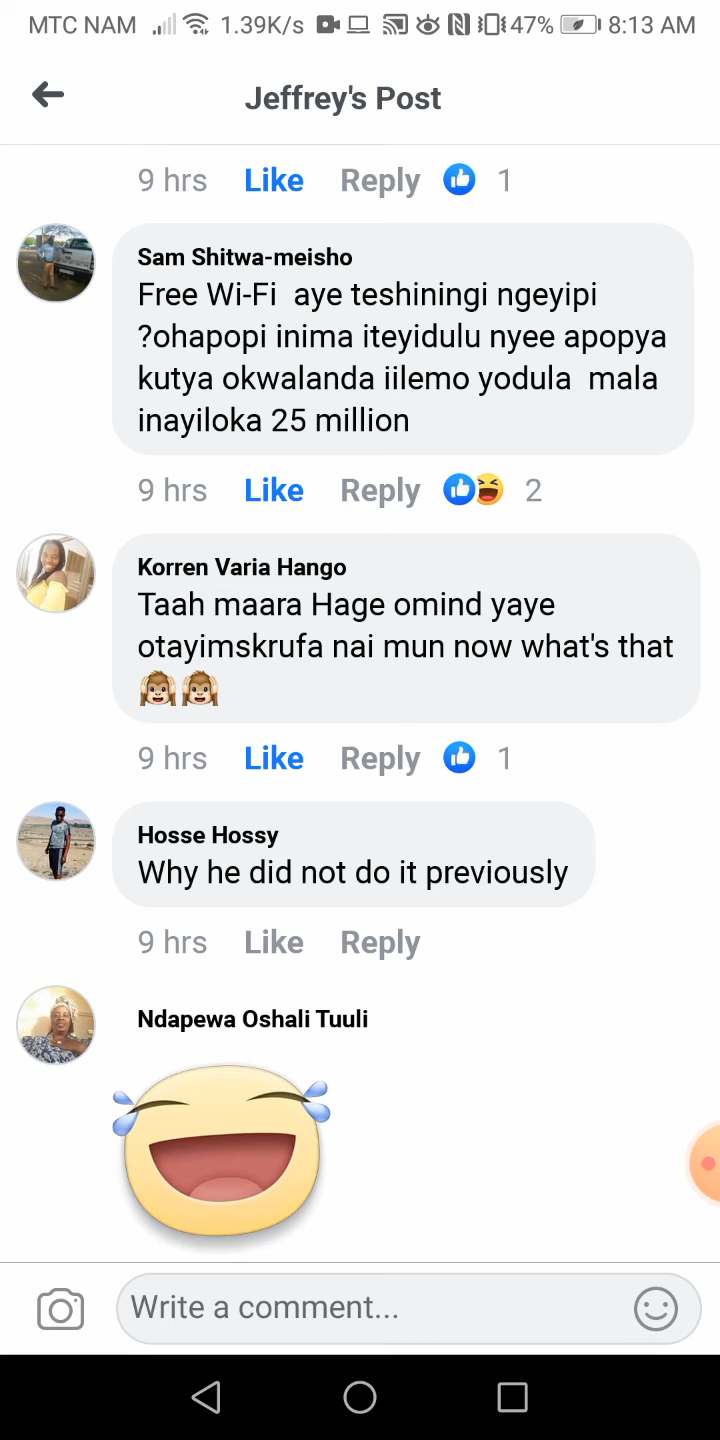 MTC NAM 1.39K/s 47% 8:13 AM
Jeffrey's Post
9 hrs Like Reply 1
Sam Shitwa-meisho
Free Wi-Fi aye teshiningi ngeyipi
?ohapopi inima iteyidulu nyee apopya
kutya okwalanda iilemo yodula mala
inayiloka 25 million
9 hrs Like Reply 2
Korren Varia Hango
Taah maara Hage omind yaye
otayimskrufa nai mun now what's that
🙉🙉
9 hrs Like Reply 1
Hosse Hossy
Why he did not do it previously
9 hrs Like Reply
Ndapewa Oshali Tuuli
Write a comment...